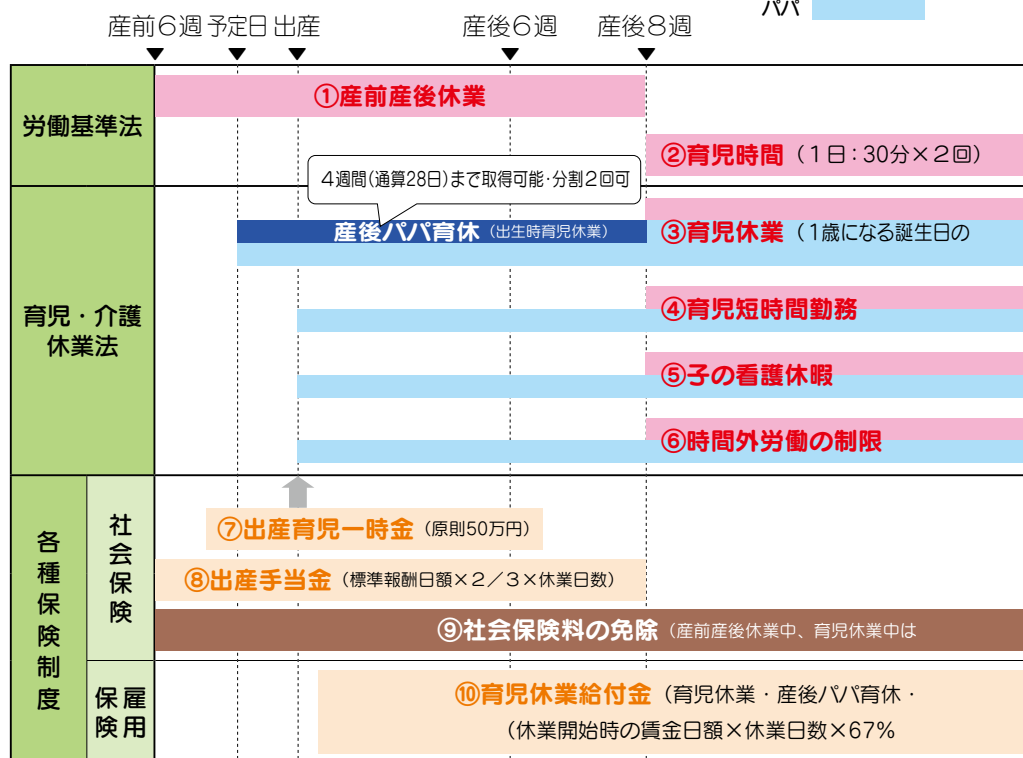 パパ
産前6週 予定日 出産 産後6週 産後8週
労働基準法
①産前産後休業
②育児時間（1日：30分×2回）
4週間(通算28日)まで取得可能・分割2回可
育児・介護
休業法
産後パパ育休（出生時育児休業）
③育児休業（1歳になる誕生日の
④育児短時間勤務
⑤子の看護休暇
⑥時間外労働の制限
各種保険制度
社会保険
⑦出産育児一時金（原則50万円）
⑧出産手当金（標準報酬日額×2／3×休業日数）
⑨社会保険料の免除（産前産後休業中、育児休業中は
雇用
保険
⑩育児休業給付金（育児休業・産後パパ育休・
（休業開始時の賃金日額×休業日数×67%